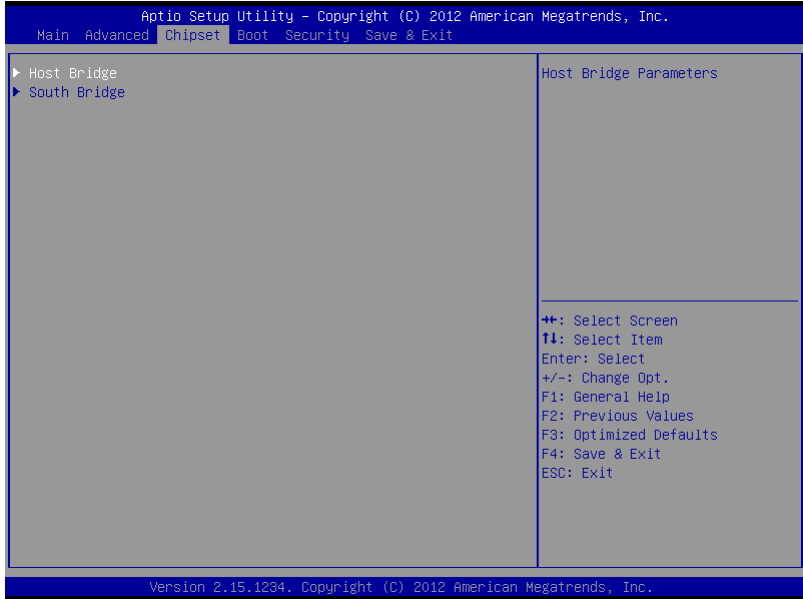 Aptio Setup Utility – Copyright (C) 2012 American Megatrends, Inc.
Main Advanced Chipset Boot Security Save & Exit
Host Bridge
South Bridge
Host Bridge Parameters
→←: Select Screen
↑↓: Select Item
Enter: Select
+/-: Change Opt.
F1: General Help
F2: Previous Values
F3: Optimized Defaults
F4: Save & Exit
ESC: Exit
Version 2.15.1234. Copyright (C) 2012 American Megatrends, Inc.